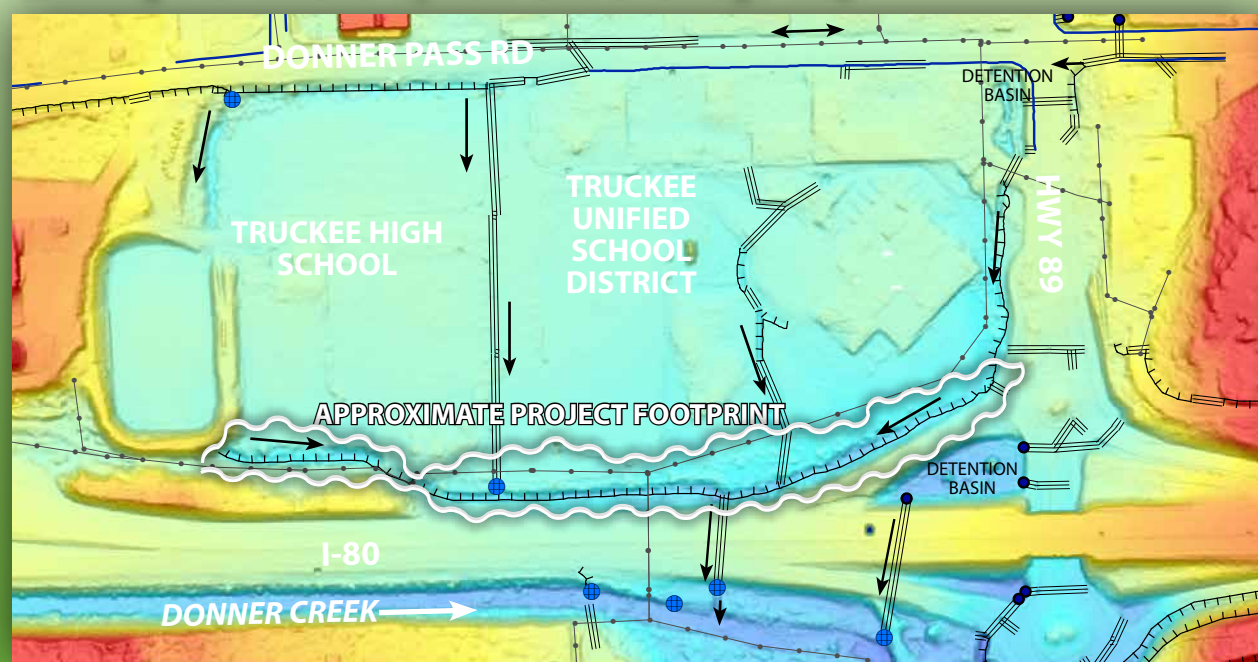 DONNER PASS RD
DETENTION
BASIN
TRUCKEE HIGH
SCHOOL
TRUCKEE
UNIFIED
SCHOOL
DISTRICT
HWY 89
APPROXIMATE PROJECT FOOTPRINT
DETENTION
BASIN
I-80
DONNER CREEK